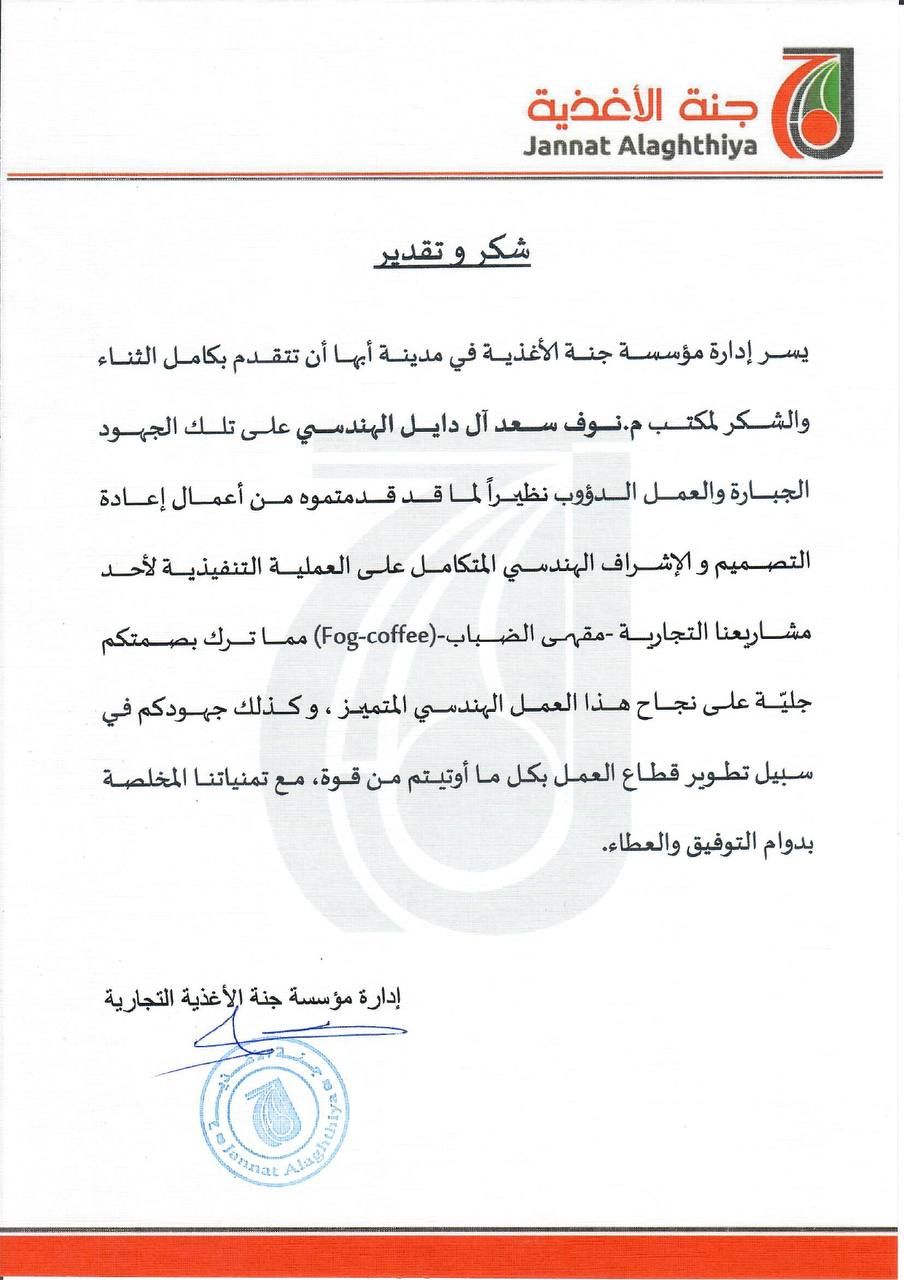 جنة الأغذية
Jannat Alaghthiya
شكر و تقدير
يسر إدارة مؤسسة جنة الأغذية في مدينة أبها أن تتقدم بكامل الثناء
والشكر لمكتب م.نوف سعد آل دايل الهندسي على تلك الجهود
الجبارة والعمل الدؤوب نظيراً لما قد قدمتموه من أعمال إعادة
التصميم و الإشراف الهندسي المتكامل على العملية التنفيذية لأحد
مشاريعنا التجارية -مقهى الضباب-(Fog-coffee) مما ترك بصمتكم
جليّة على نجاح هذا العمل الهندسي المتميز ، و كذلك جهودكم في
سبيل تطوير قطاع العمل بكل ما أوتيتم من قوة، مع تمنياتنا المخلصة
بدوام التوفيق والعطاء.
إدارة مؤسسة جنة الأغذية التجارية
جنة الأغذية
Jannat Alaghthiya